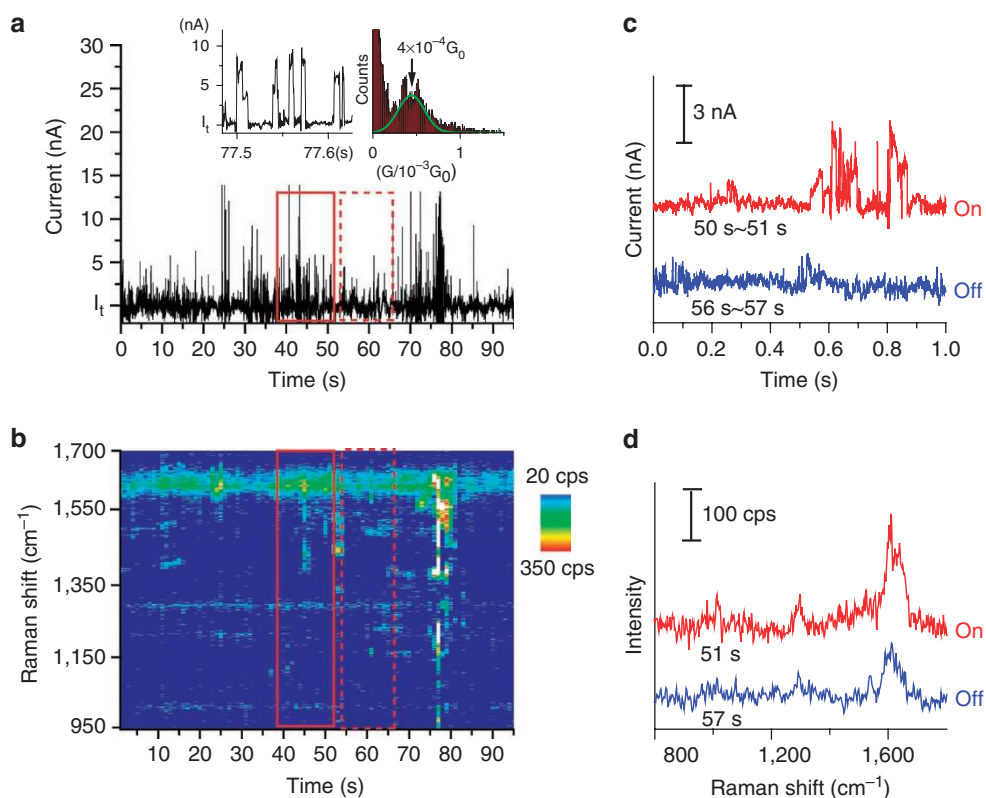 a
30
25
20
15
10
5
It
Current (nA)
0 10 20 30 40 50 60 70 80 90
Time (s)
(nA)
10
5
It
77.5 77.6(s)
Counts
4×10⁻⁴G₀
0 1
(G/10⁻³G₀)
b
1,700
1,550
1,350
1,150
950
Raman shift (cm⁻¹)
10 20 30 40 50 60 70 80 90
Time (s)
20 cps
350 cps
c
3 nA
Current (nA)
On
50 s~51 s
Off
56 s~57 s
0.0 0.2 0.4 0.6 0.8 1.0
Time (s)
d
100 cps
Intensity
On
51 s
Off
57 s
800 1,200 1,600
Raman shift (cm⁻¹)